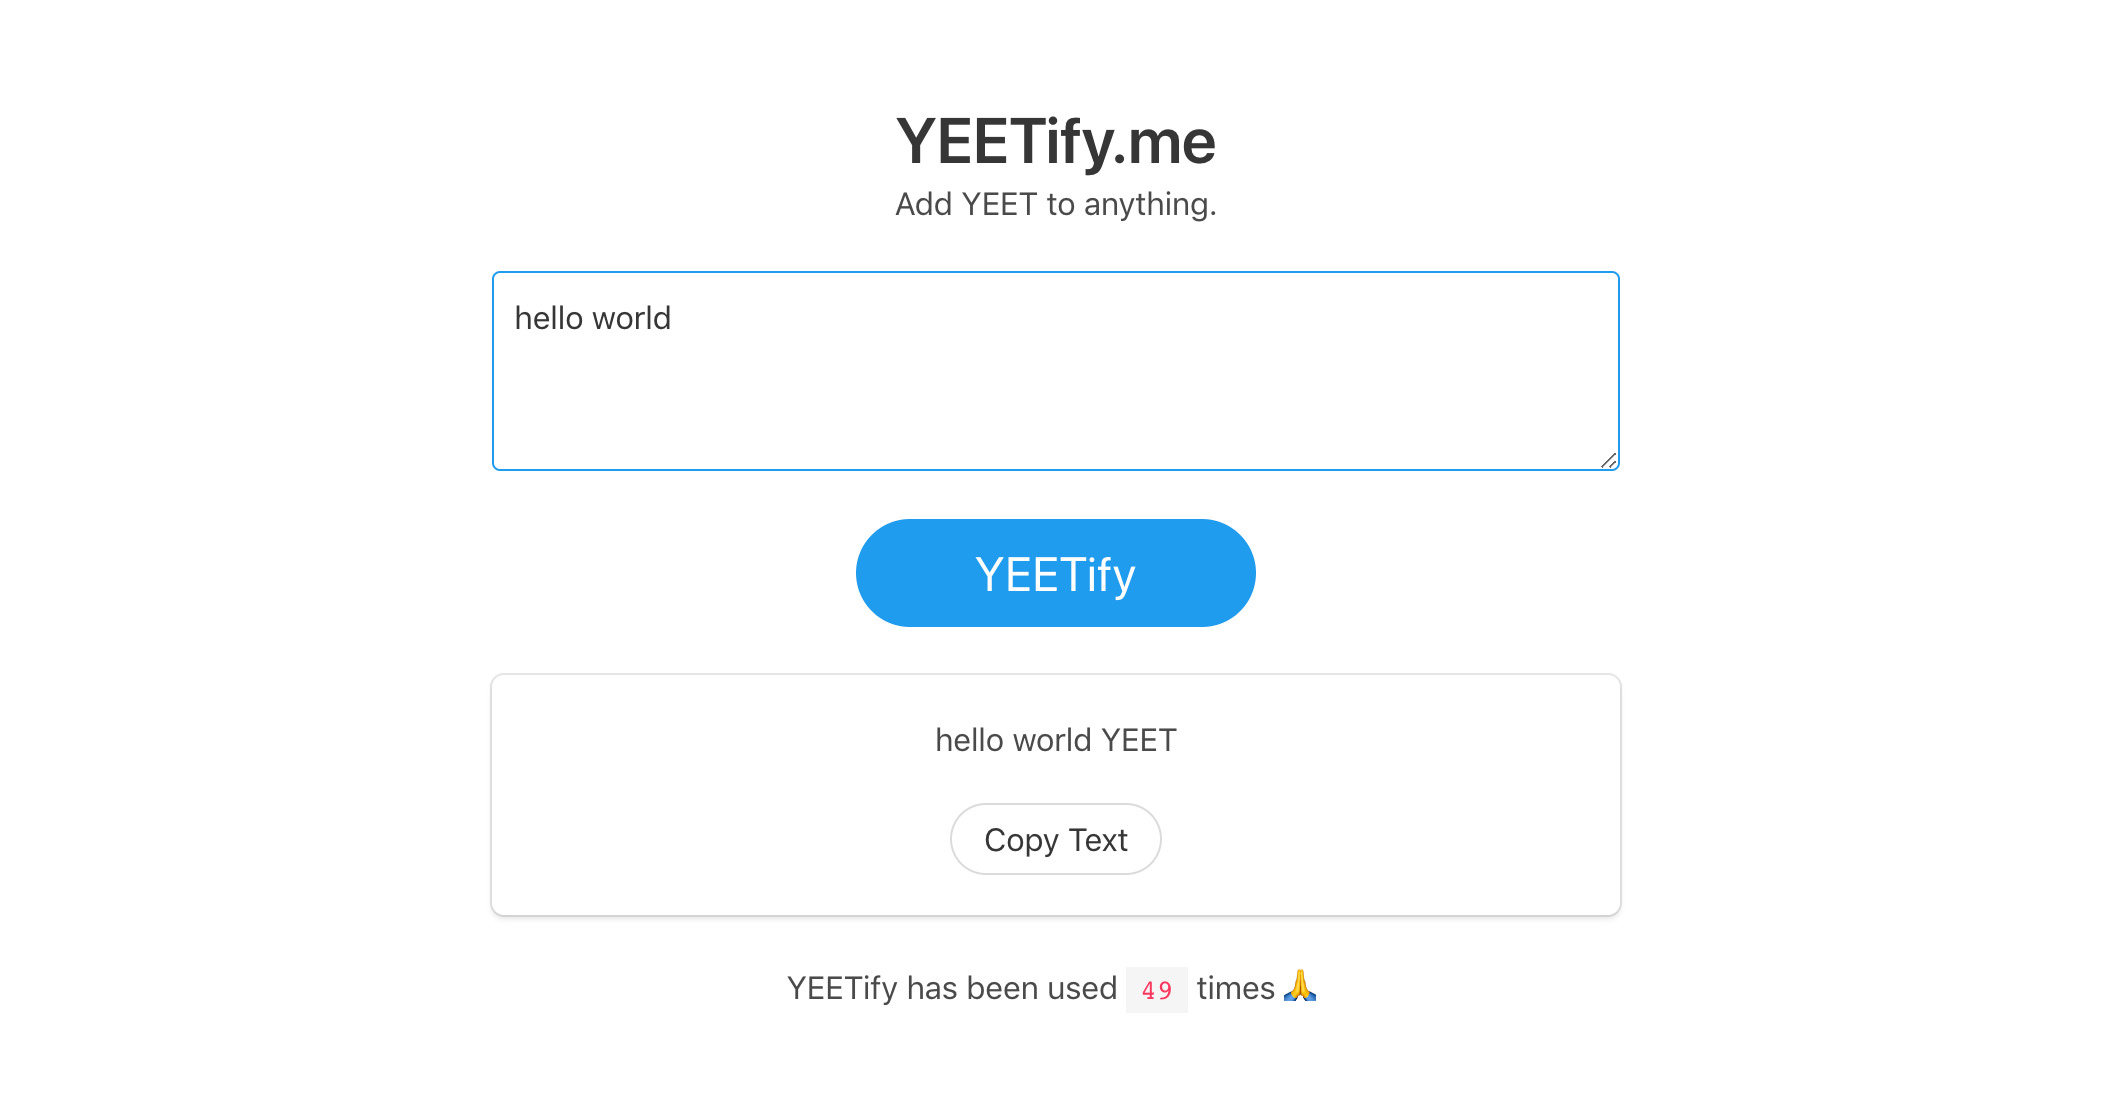 YEETify.me
Add YEET to anything.
hello world
YEETify
hello world YEET
Copy Text
YEETify has been used 49 times 🙏